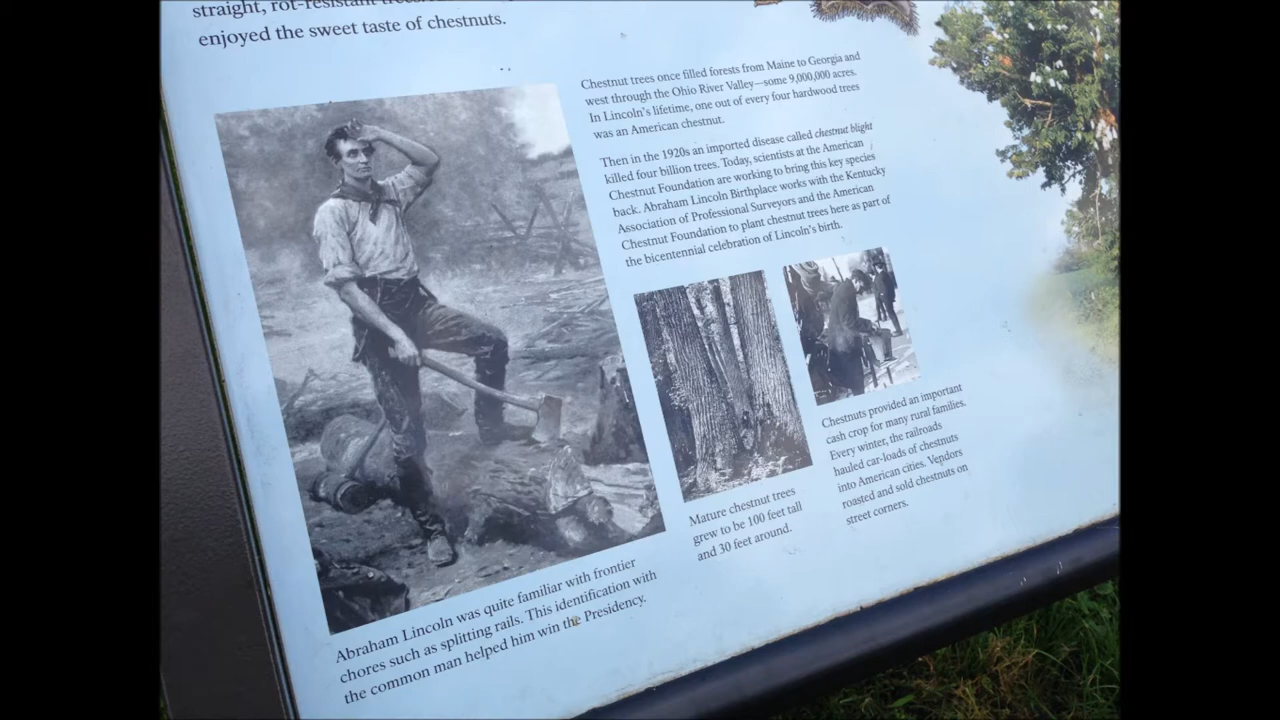 straight, rot-resistant trees.
enjoyed the sweet taste of chestnuts.
Chestnut trees once filled forests from Maine to Georgia and
west through the Ohio River Valley—some 9,000,000 acres.
In Lincoln's lifetime, one out of every four hardwood trees
was an American chestnut.
Then in the 1920s an imported disease called chestnut blight
killed four billion trees. Today, scientists at the American
Chestnut Foundation are working to bring this key species
back. Abraham Lincoln Birthplace works with the Kentucky
Association of Professional Surveyors and the American
Chestnut Foundation to plant chestnut trees here as part of
the bicentennial celebration of Lincoln's birth.
Abraham Lincoln was quite familiar with frontier
chores such as splitting rails. This identification with
the common man helped him win the Presidency.
Mature chestnut trees
grew to be 100 feet tall
and 30 feet around.
Chestnuts provided an important
cash crop for many rural families.
Every winter, the railroads
hauled car-loads of chestnuts
into American cities. Vendors
roasted and sold chestnuts on
street corners.